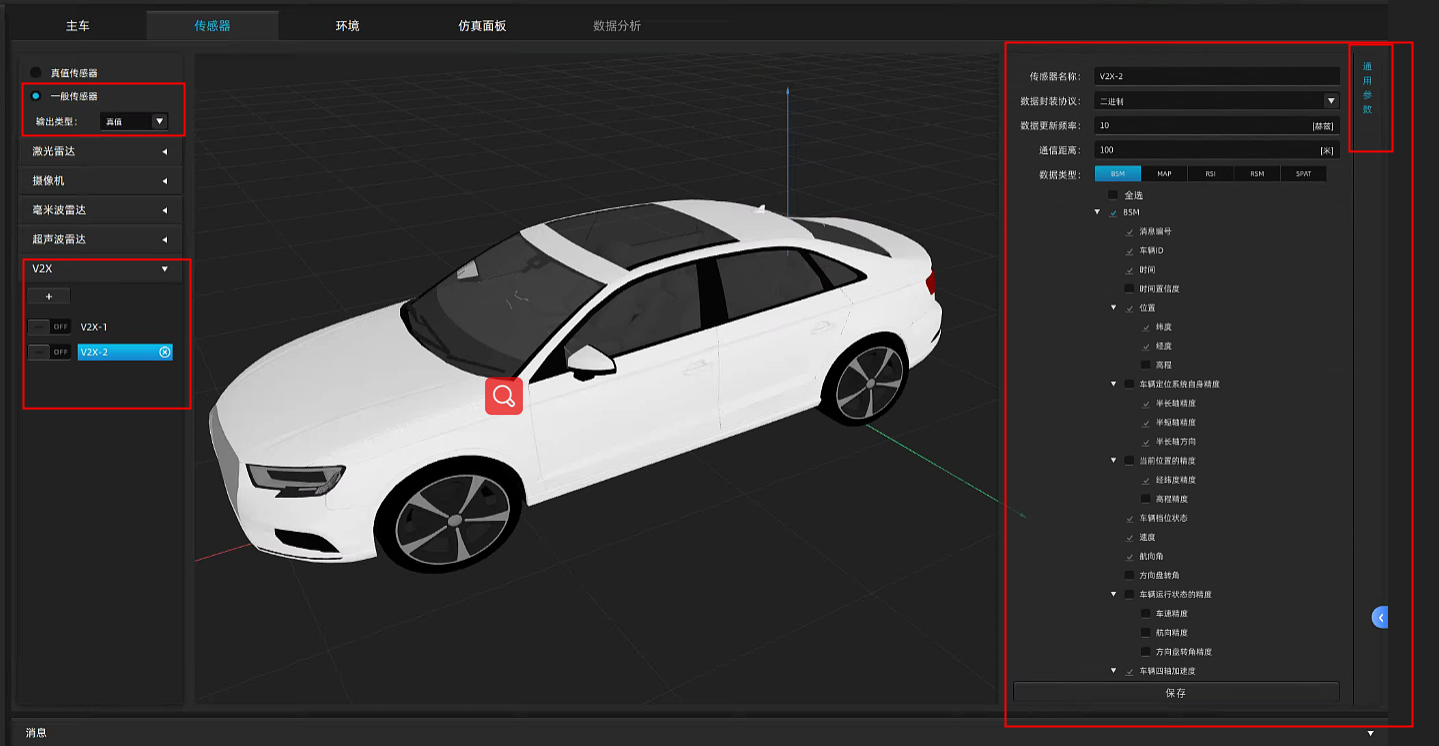 主车 传感器 环境 仿真面板 数据分析
真值传感器
一般传感器
输出类型： 真值
激光雷达
摄像机
毫米波雷达
超声波雷达
V2X
+
OFF V2X-1
OFF V2X-2
传感器名称： V2X-2
数据封装协议： 二进制
数据更新频率： 10 [赫兹]
通信距离： 100 [米]
数据类型： BSM MAP RSI RSM SPAT
全选
BSM
消息编号
车辆ID
时间
时间置信度
位置
纬度
经度
高程
车辆定位系统自身精度
半长轴精度
半短轴精度
半长轴方向
当前位置的精度
经纬度精度
高程精度
车辆档位状态
速度
航向角
方向盘转角
车辆运行状态的精度
车速精度
航向精度
方向盘转角精度
车辆四轴加速度
保存
通用参数
消息